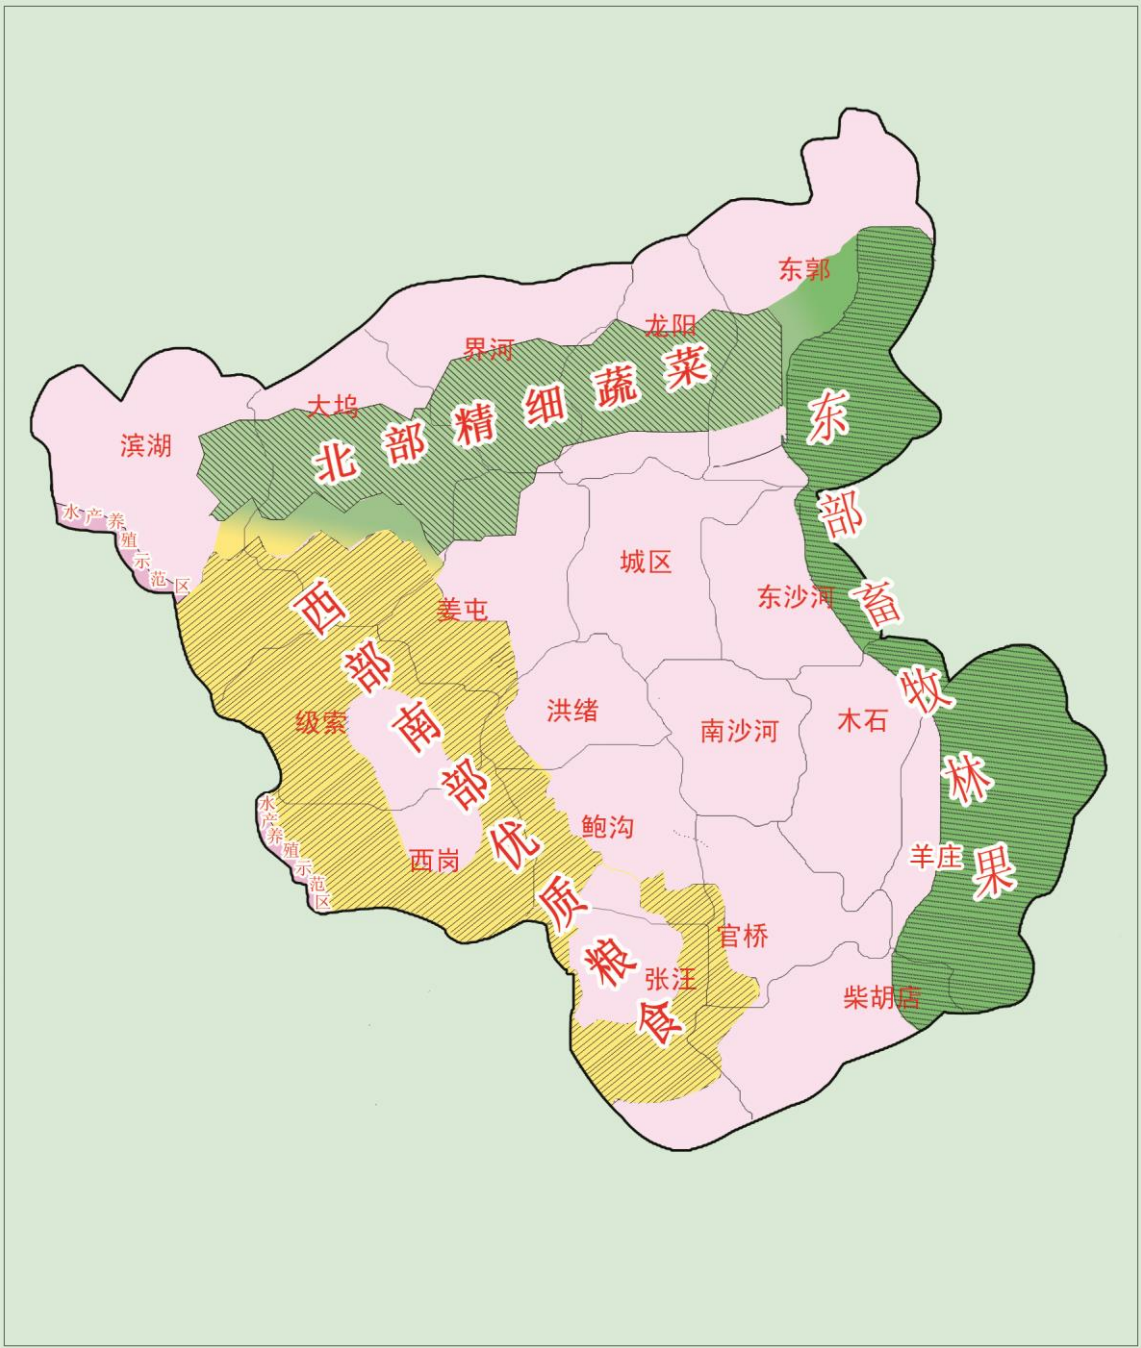 东郭
龙阳
界河
大坞
滨湖
北部精细蔬菜
水产养殖示范区
城区
东沙河
姜屯
级索
洪绪
南沙河
木石
西部南部优质粮食
东部畜牧林果
水产养殖示范区
鲍沟
西岗
羊庄
官桥
张汪
柴胡店